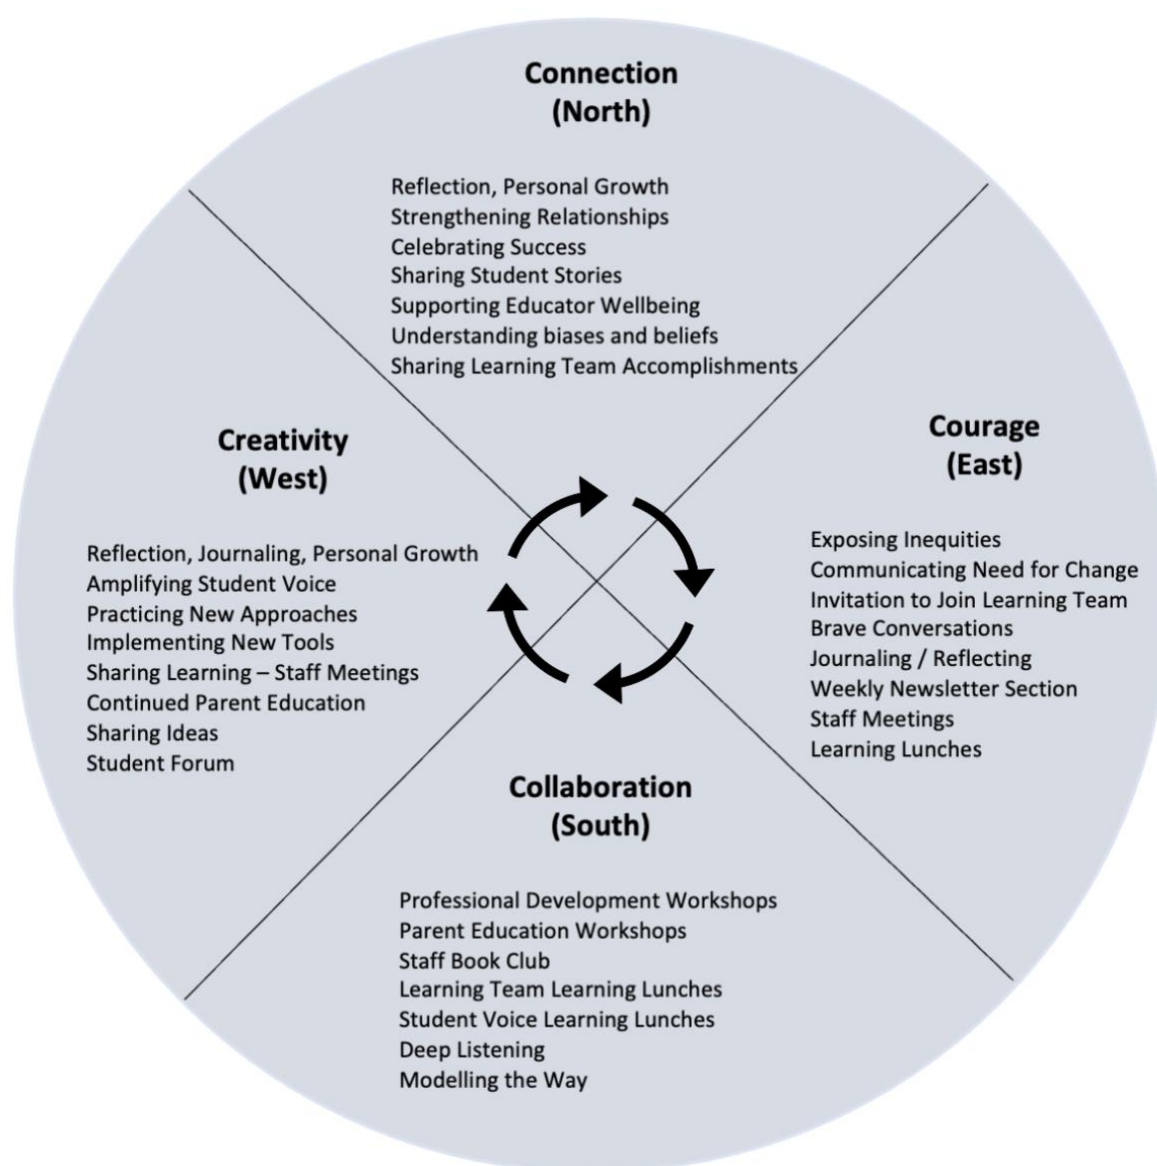 Connection
(North)
Reflection, Personal Growth
Strengthening Relationships
Celebrating Success
Sharing Student Stories
Supporting Educator Wellbeing
Understanding biases and beliefs
Sharing Learning Team Accomplishments
Courage
(East)
Exposing Inequities
Communicating Need for Change
Invitation to Join Learning Team
Brave Conversations
Journaling / Reflecting
Weekly Newsletter Section
Staff Meetings
Learning Lunches
Collaboration
(South)
Professional Development Workshops
Parent Education Workshops
Staff Book Club
Learning Team Learning Lunches
Student Voice Learning Lunches
Deep Listening
Modelling the Way
Creativity
(West)
Reflection, Journaling, Personal Growth
Amplifying Student Voice
Practicing New Approaches
Implementing New Tools
Sharing Learning – Staff Meetings
Continued Parent Education
Sharing Ideas
Student Forum